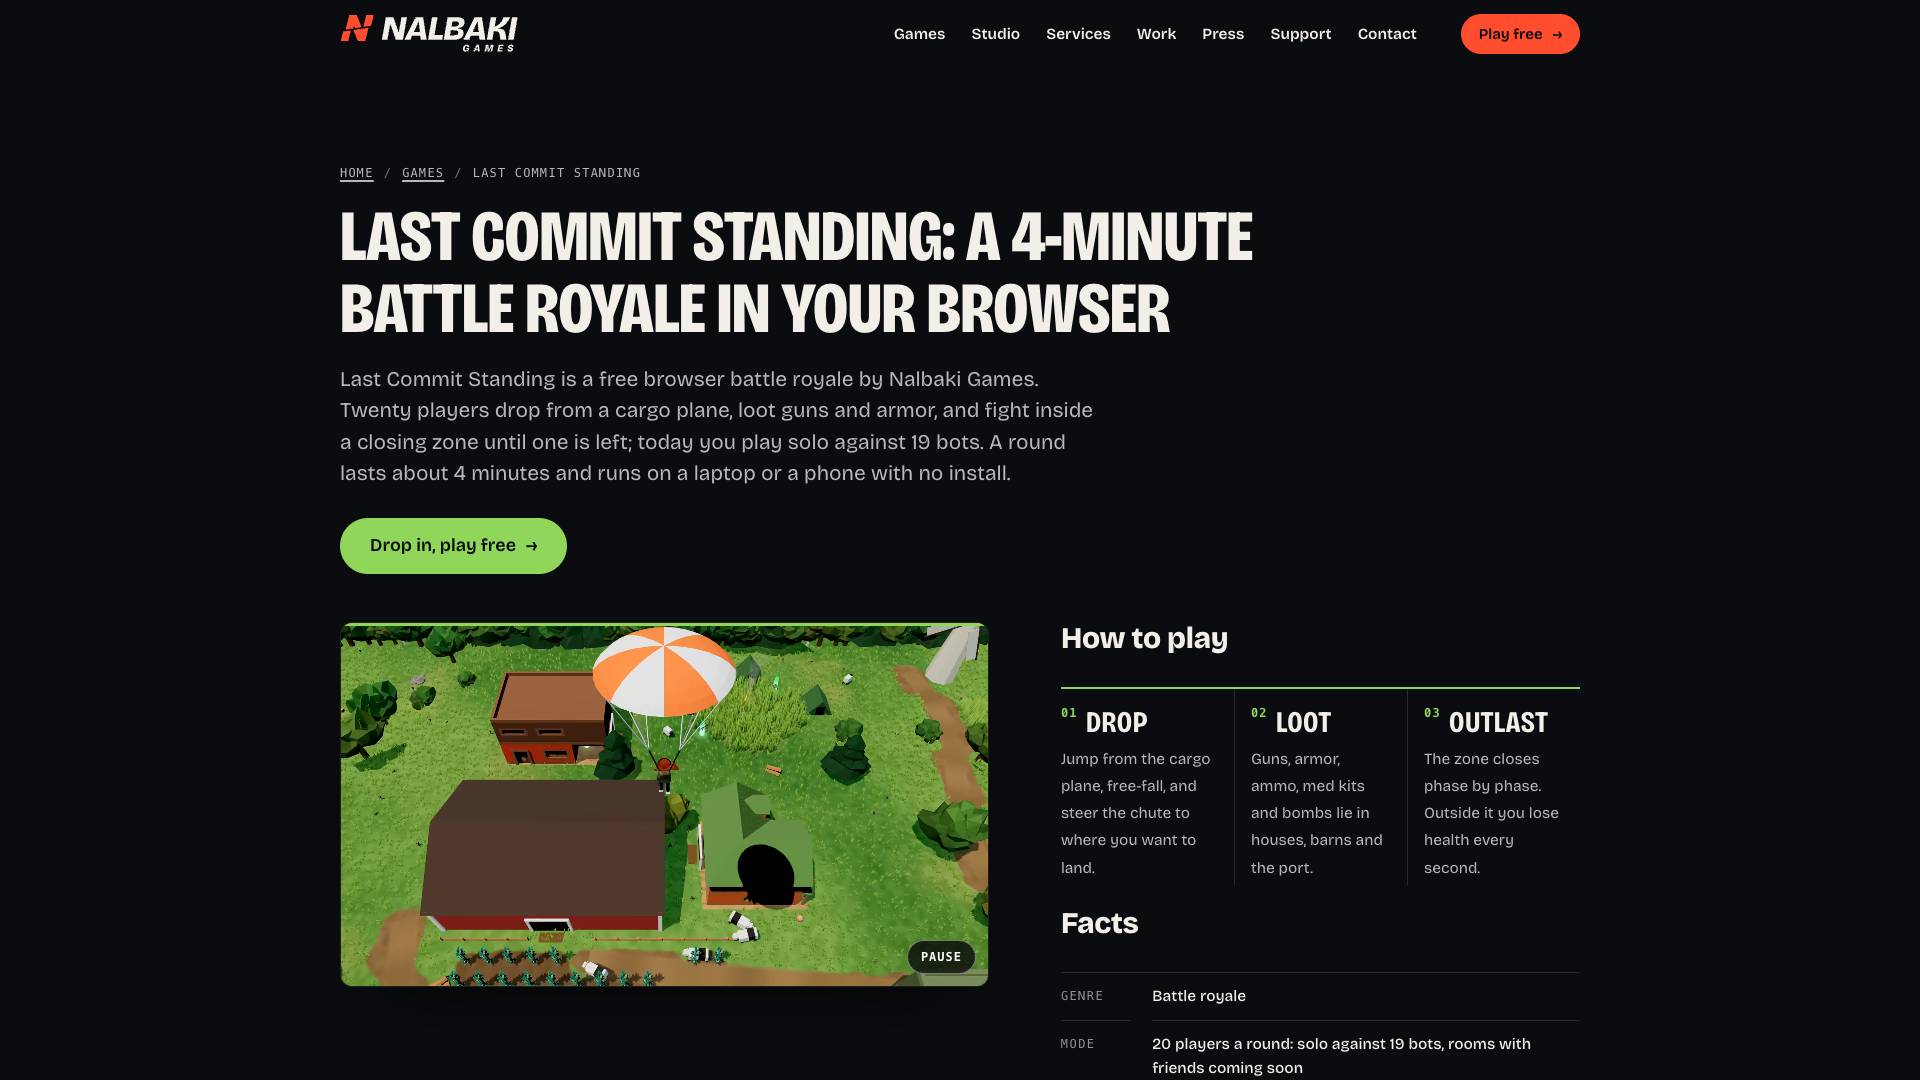 NALBAKI
GAMES
Games
Studio
Services
Work
Press
Support
Contact
Play free →
HOME / GAMES / LAST COMMIT STANDING
LAST COMMIT STANDING: A 4-MINUTE
BATTLE ROYALE IN YOUR BROWSER
Last Commit Standing is a free browser battle royale by Nalbaki Games.
Twenty players drop from a cargo plane, loot guns and armor, and fight inside
a closing zone until one is left; today you play solo against 19 bots. A round
lasts about 4 minutes and runs on a laptop or a phone with no install.
Drop in, play free →
PAUSE
How to play
01 DROP
Jump from the cargo
plane, free-fall, and
steer the chute to
where you want to
land.
02 LOOT
Guns, armor,
ammo, med kits
and bombs lie in
houses, barns and
the port.
03 OUTLAST
The zone closes
phase by phase.
Outside it you lose
health every
second.
Facts
GENRE
Battle royale
MODE
20 players a round: solo against 19 bots, rooms with
friends coming soon